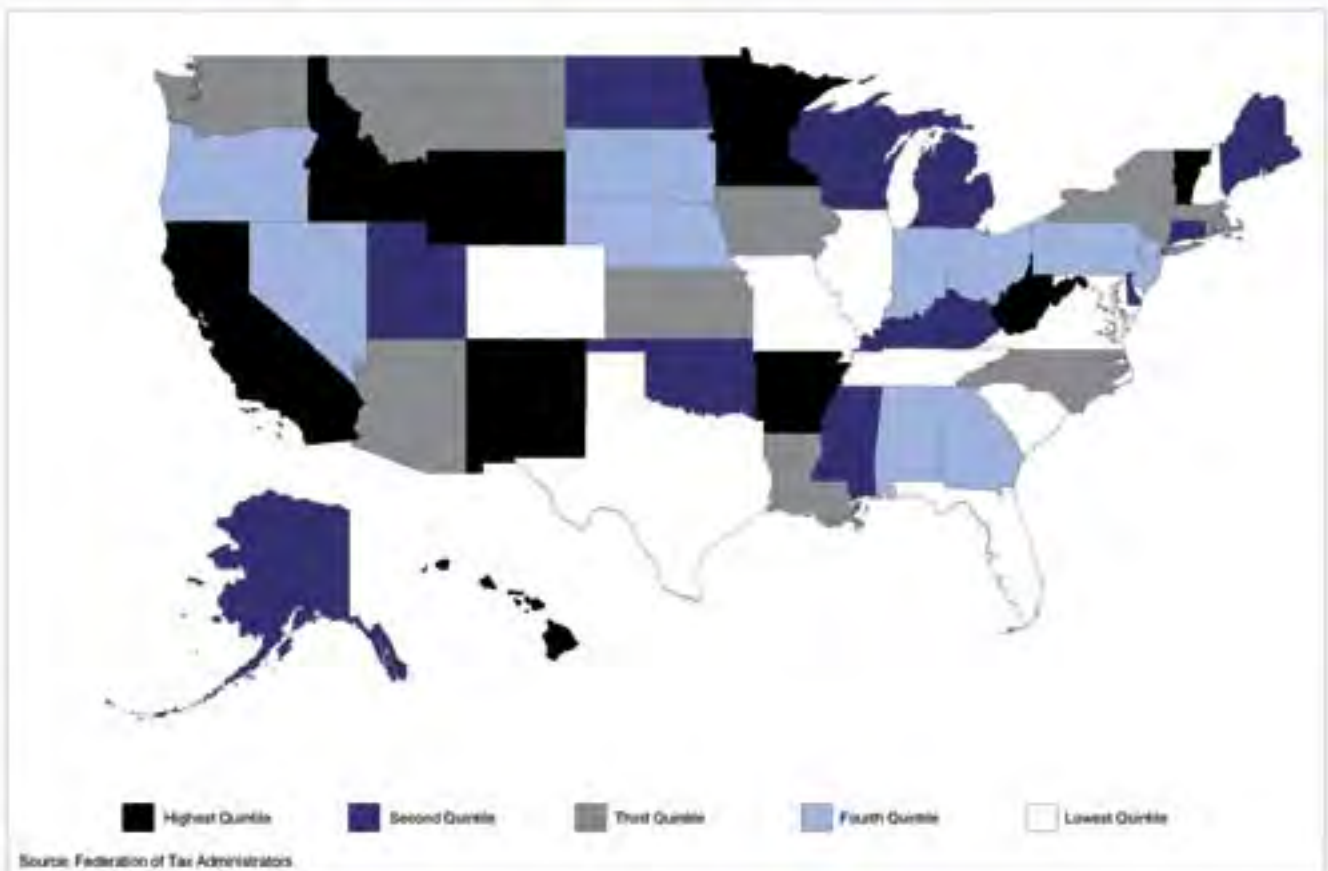 Highest Quintile
Second Quintile
Third Quintile
Fourth Quintile
Lowest Quintile
Source: Federation of Tax Administrators